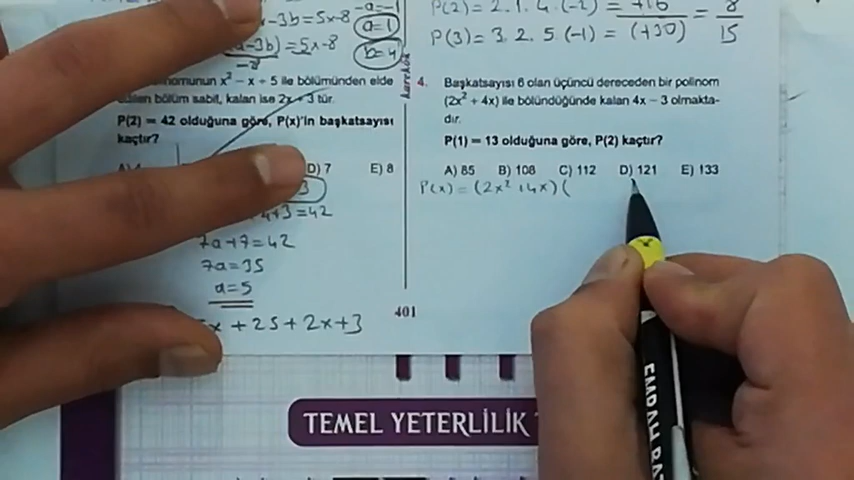 -3b = 5x-8
-a=-1
a=1
a-3b) = 5x-8
b=4
P(2) = 2.1.4.(-2) = = 8
P(3) = 3.2.5(-1) = (+30) 15
x² – x + 5 ile bölümünden elde
bölüm sabit, kalan ise 2x + 3 tür.
P(2) = 42 olduğuna göre, P(x)'in başkatsayısı
kaçtır?
D) 7 E) 8
3
+3=42
7a+7=42
7a=35
a=5
x + 25 + 2x+3
karekök
4. Başkatsayısı 6 olan üçüncü dereceden bir polinom
(2x² + 4x) ile bölündüğünde kalan 4x – 3 olmakta-
dır.
P(1) = 13 olduğuna göre, P(2) kaçtır?
A) 85 B) 108 C) 112 D) 121 E) 133
P(x) = (2x² + 4x) (
401
TEMEL YETERLİLİK
EMRAH